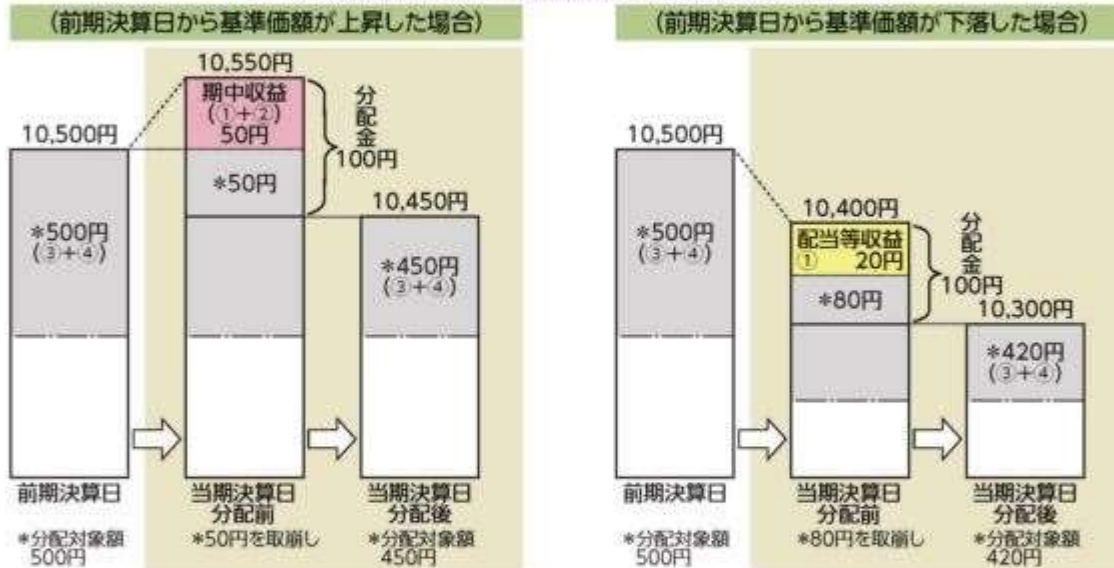 (前期決算日から基準価額が上昇した場合)
10,550円
期中収益
(①+②)
50円
分配金
100円
10,500円
*50円
*500円
(③+④)
10,450円
*450円
(③+④)
前期決算日
当期決算日
分配前
当期決算日
分配後
*分配対象額
500円
*50円を取崩し
*分配対象額
450円
(前期決算日から基準価額が下落した場合)
10,500円
*500円
(③+④)
10,400円
配当等収益
① 20円
分配金
100円
*80円
10,300円
*420円
(③+④)
前期決算日
当期決算日
分配前
当期決算日
分配後
*分配対象額
500円
*80円を取崩し
*分配対象額
420円